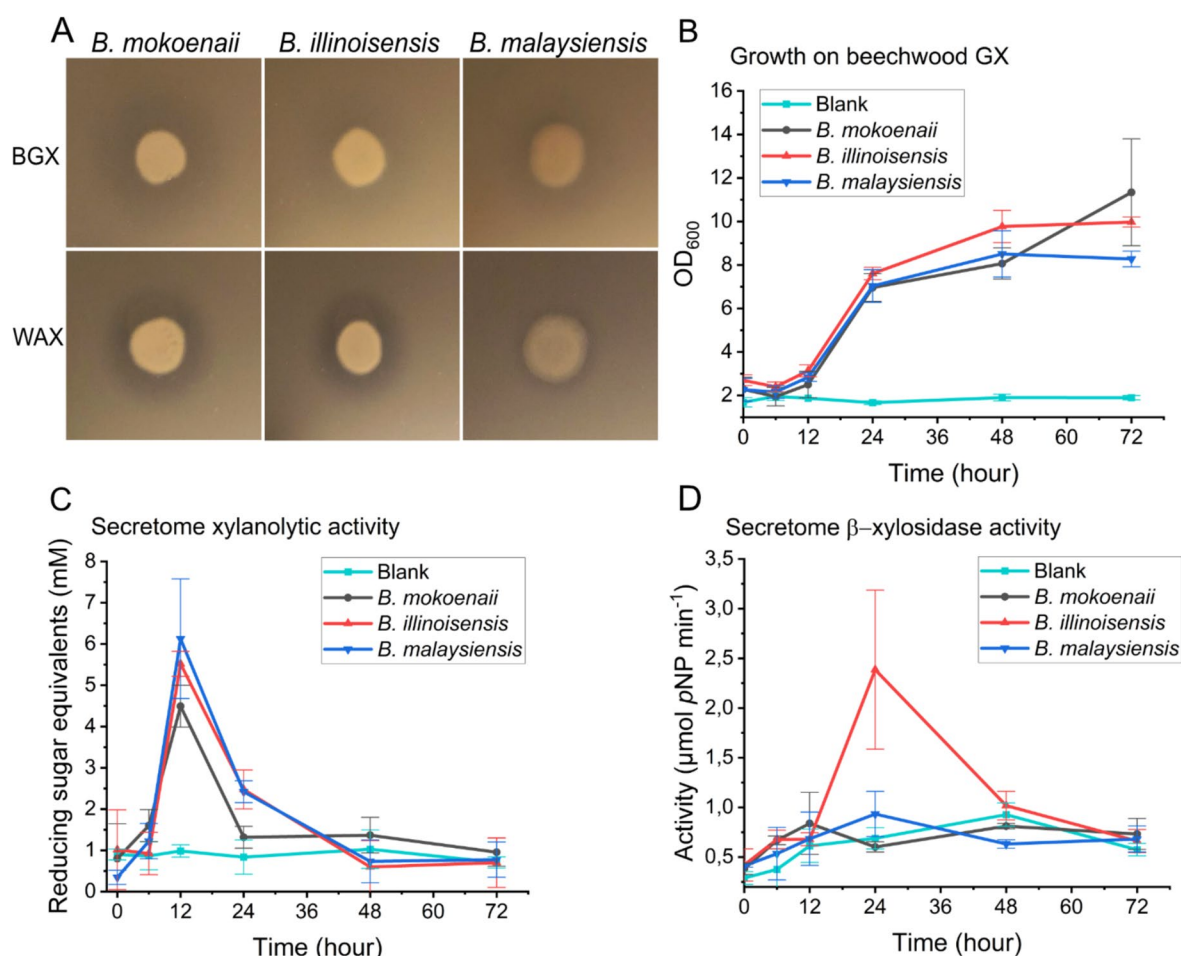 A
B. mokoenaii B. illinoisensis B. malaysiensis
BGX
WAX
B
Growth on beechwood GX
Blank
B. mokoenaii
B. illinoisensis
B. malaysiensis
16
14
12
10
8
6
4
2
OD600
0 12 24 36 48 60 72
Time (hour)
C
Secretome xylanolytic activity
Blank
B. mokoenaii
B. illinoisensis
B. malaysiensis
8
7
6
5
4
3
2
1
0
Reducing sugar equivalents (mM)
0 12 24 36 48 60 72
Time (hour)
D
Secretome β–xylosidase activity
Blank
B. mokoenaii
B. illinoisensis
B. malaysiensis
3,5
3,0
2,5
2,0
1,5
1,0
0,5
Activity (µmol pNP min⁻¹)
0 12 24 36 48 60 72
Time (hour)